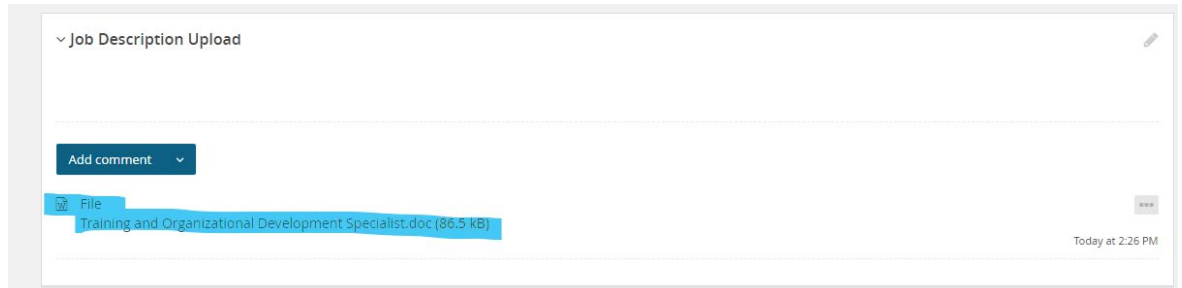 Job Description Upload
Add comment
File
Training and Organizational Development Specialist.doc (86.5 kB)
Today at 2:26 PM